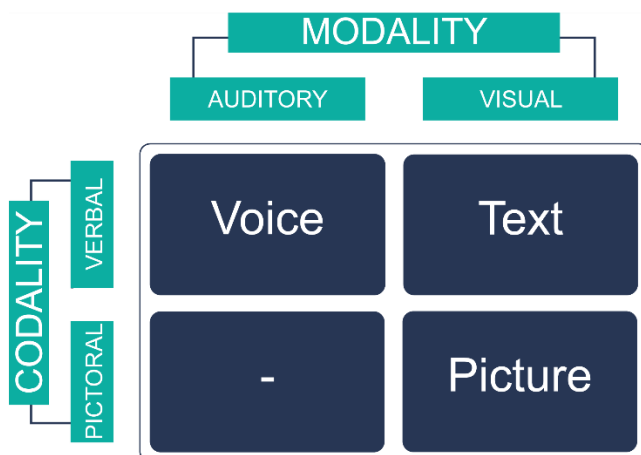 MODALITY
AUDITORY
VISUAL
CODALITY
VERBAL
Voice
Text
PICTORAL
-
Picture